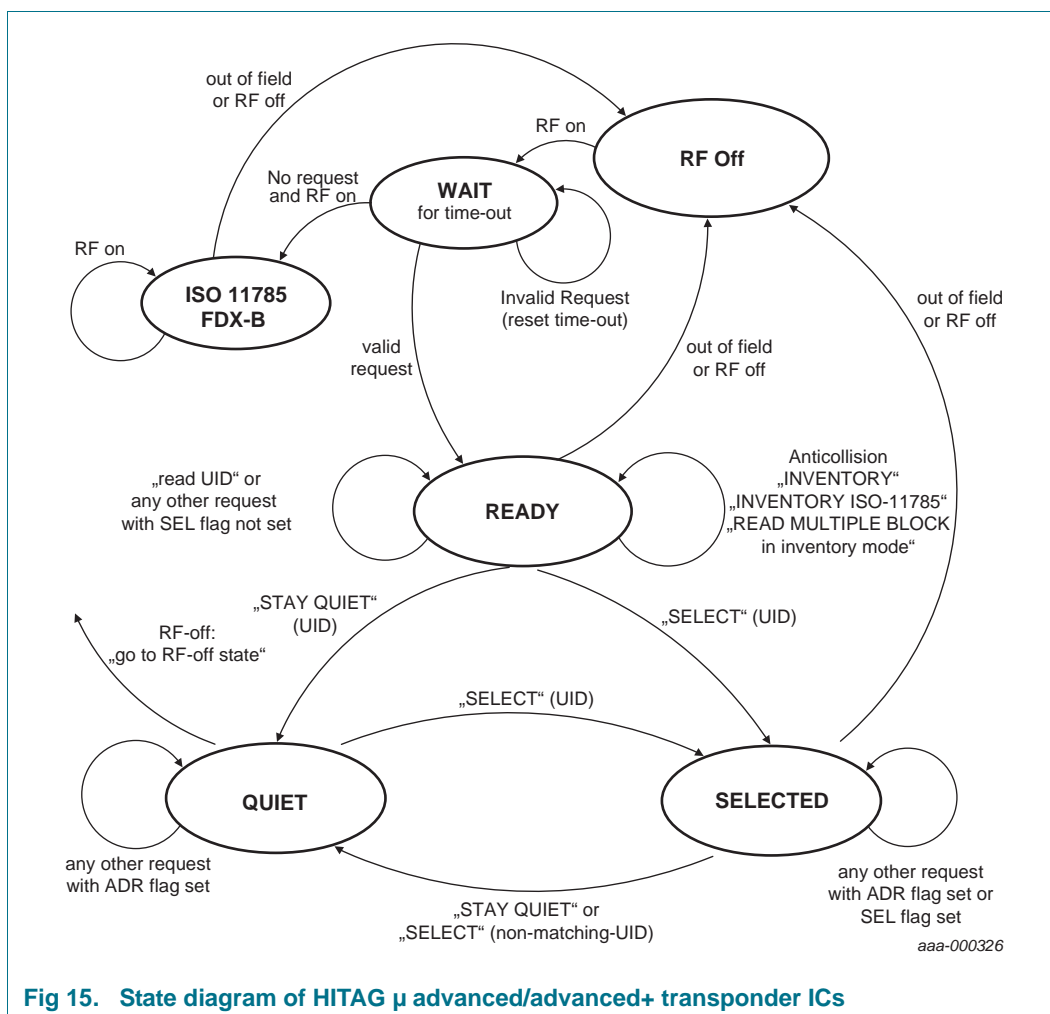 out of field
or RF off
RF on
RF Off
No request
and RF on
WAIT
for time-out
RF on
ISO 11785
FDX-B
Invalid Request
(reset time-out)
out of field
or RF off
valid
request
out of field
or RF off
„read UID“ or
any other request
with SEL flag not set
READY
Anticollision
„INVENTORY“
„INVENTORY ISO-11785“
„READ MULTIPLE BLOCK
in inventory mode“
„STAY QUIET“
(UID)
„SELECT“ (UID)
RF-off:
„go to RF-off state“
„SELECT“ (UID)
QUIET
SELECTED
any other request
with ADR flag set
„STAY QUIET“ or
„SELECT“ (non-matching-UID)
any other request
with ADR flag set or
SEL flag set
aaa-000326
Fig 15. State diagram of HITAG μ advanced/advanced+ transponder ICs